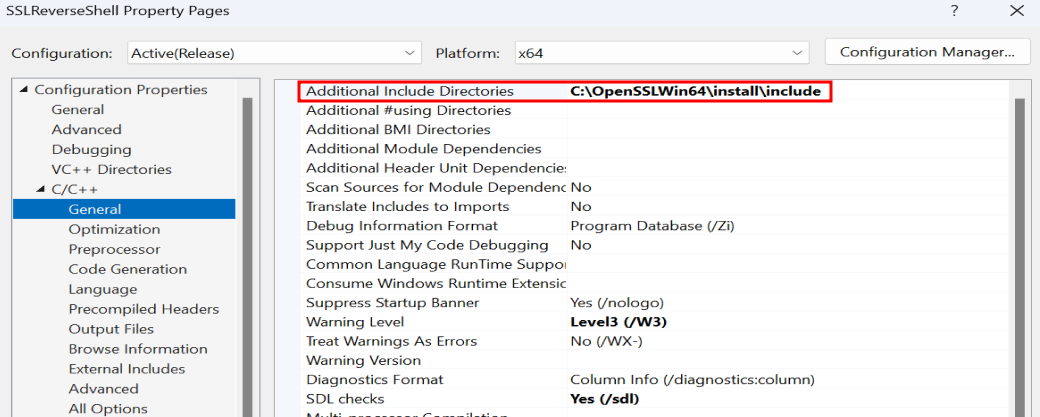 SSLReverseShell Property Pages ? ×
Configuration: Active(Release) Platform: x64 Configuration Manager...
Configuration Properties
General
Advanced
Debugging
VC++ Directories
C/C++
General
Optimization
Preprocessor
Code Generation
Language
Precompiled Headers
Output Files
Browse Information
External Includes
Advanced
All Options
Additional Include Directories C:\OpenSSLWin64\install\include
Additional #using Directories
Additional BMI Directories
Additional Module Dependencies
Additional Header Unit Dependencies
Scan Sources for Module Dependenc No
Translate Includes to Imports No
Debug Information Format Program Database (/Zi)
Support Just My Code Debugging No
Common Language RunTime Suppo
Consume Windows Runtime Extensic
Suppress Startup Banner Yes (/nologo)
Warning Level Level3 (/W3)
Treat Warnings As Errors No (/WX-)
Warning Version
Diagnostics Format Column Info (/diagnostics:column)
SDL checks Yes (/sdl)
Multi-processor Compilation